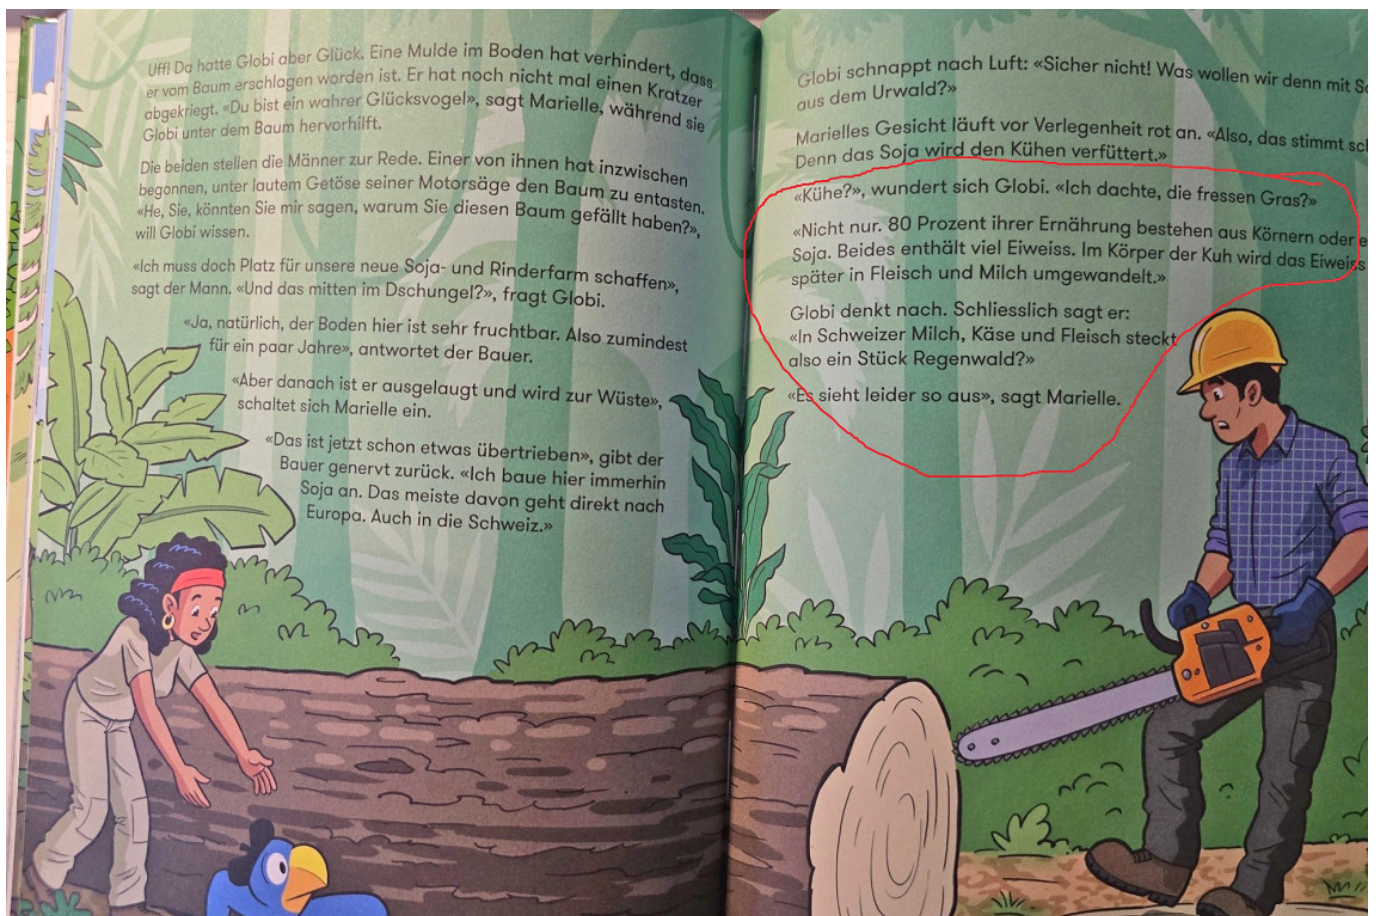 Uff! Da hatte Globi aber Glück. Eine Mulde im Boden hat verhindert, dass
er vom Baum erschlagen worden ist. Er hat noch nicht mal einen Kratzer
abgekriegt. «Du bist ein wahrer Glücksvogel», sagt Marielle, während sie
Globi unter dem Baum hervorhilft.
Die beiden stellen die Männer zur Rede. Einer von ihnen hat inzwischen
begonnen, unter lautem Getöse seiner Motorsäge den Baum zu entasten.
«He, Sie, könnten Sie mir sagen, warum Sie diesen Baum gefällt haben?»,
will Globi wissen.
«Ich muss doch Platz für unsere neue Soja- und Rinderfarm schaffen»,
sagt der Mann. «Und das mitten im Dschungel?», fragt Globi.
«Ja, natürlich, der Boden hier ist sehr fruchtbar. Also zumindest
für ein paar Jahre», antwortet der Bauer.
«Aber danach ist er ausgelaugt und wird zur Wüste»,
schaltet sich Marielle ein.
«Das ist jetzt schon etwas übertrieben», gibt der
Bauer genervt zurück. «Ich baue hier immerhin
Soja an. Das meiste davon geht direkt nach
Europa. Auch in die Schweiz.»
Globi schnappt nach Luft: «Sicher nicht! Was wollen wir denn mit
aus dem Urwald?»
Marielles Gesicht läuft vor Verlegenheit rot an. «Also, das stimmt
Denn das Soja wird den Kühen verfüttert.»
«Kühe?», wundert sich Globi. «Ich dachte, die fressen Gras?»
«Nicht nur. 80 Prozent ihrer Ernährung bestehen aus Körnern oder
Soja. Beides enthält viel Eiweiss. Im Körper der Kuh wird das Eiweiss
später in Fleisch und Milch umgewandelt.»
Globi denkt nach. Schliesslich sagt er:
«In Schweizer Milch, Käse und Fleisch steckt
also ein Stück Regenwald?»
«Es sieht leider so aus», sagt Marielle.